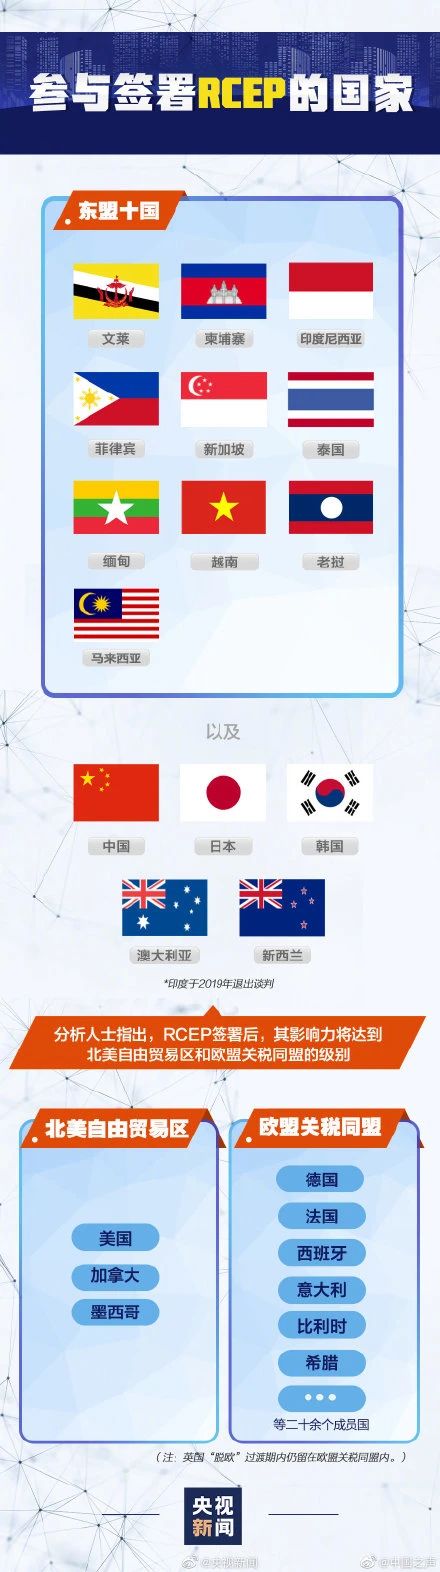 参与签署RCEP的国家
东盟十国
文莱
柬埔寨
印度尼西亚
菲律宾
新加坡
泰国
缅甸
越南
老挝
马来西亚
以及
中国
日本
韩国
澳大利亚
新西兰
*印度于2019年退出谈判
分析人士指出，RCEP签署后，其影响力将达到
北美自由贸易区和欧盟关税同盟的级别
北美自由贸易区
美国
加拿大
墨西哥
欧盟关税同盟
德国
法国
西班牙
意大利
比利时
希腊
•••
等二十余个成员国
（注：英国“脱欧”过渡期内仍留在欧盟关税同盟内。）
央视
新闻
@央视新闻
@中国之声